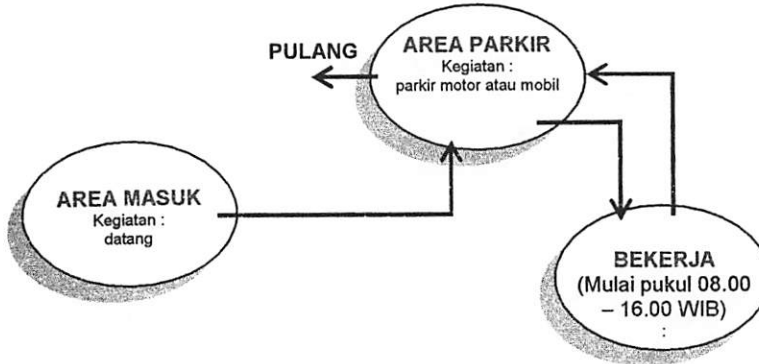 PULANG
AREA PARKIR
Kegiatan :
parkir motor atau mobil
AREA MASUK
Kegiatan :
datang
BEKERJA
(Mulai pukul 08.00
– 16.00 WIB)
: